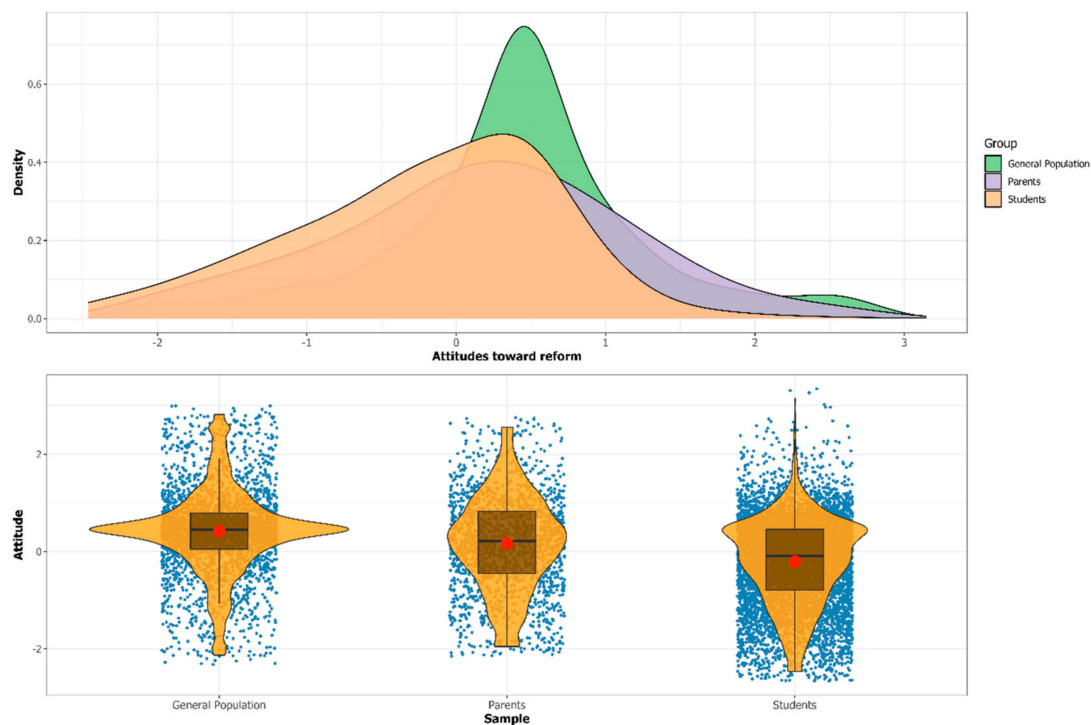 0.6
0.4
0.2
0.0
Density
-2 -1 0 1 2 3
Attitudes toward reform
Group
General Population
Parents
Students
2
0
-2
Attitude
General Population Parents Students
Sample